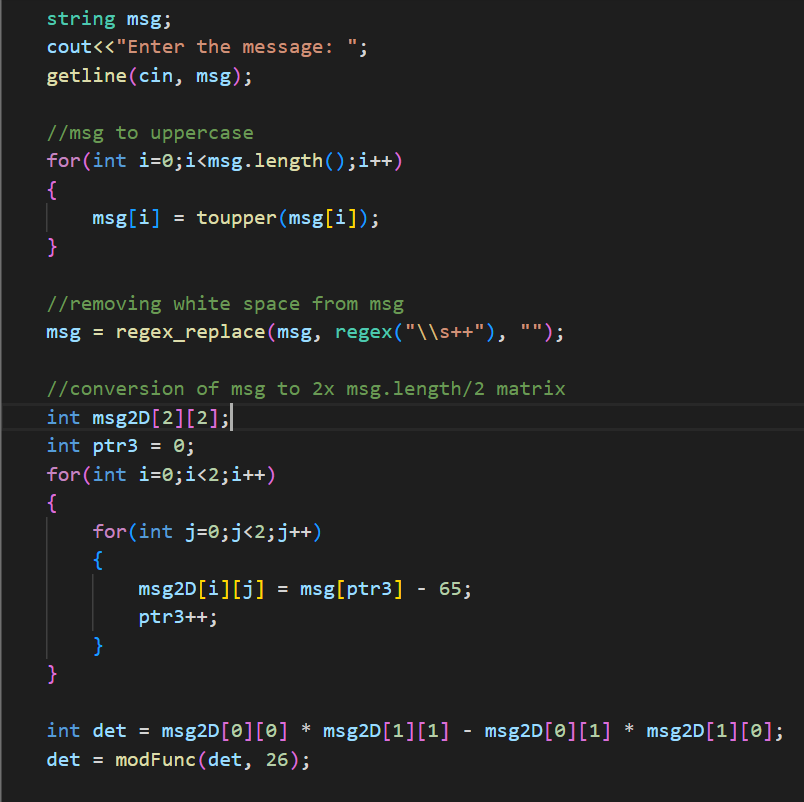 string msg;
cout<<"Enter the message: ";
getline(cin, msg);
//msg to uppercase
for(int i=0;i<msg.length();i++)
{
msg[i] = toupper(msg[i]);
}
//removing white space from msg
msg = regex_replace(msg, regex("\\s++"), "");
//conversion of msg to 2x msg.length/2 matrix
int msg2D[2][2];
int ptr3 = 0;
for(int i=0;i<2;i++)
{
for(int j=0;j<2;j++)
{
msg2D[i][j] = msg[ptr3] - 65;
ptr3++;
}
}
int det = msg2D[0][0] * msg2D[1][1] - msg2D[0][1] * msg2D[1][0];
det = modFunc(det, 26);